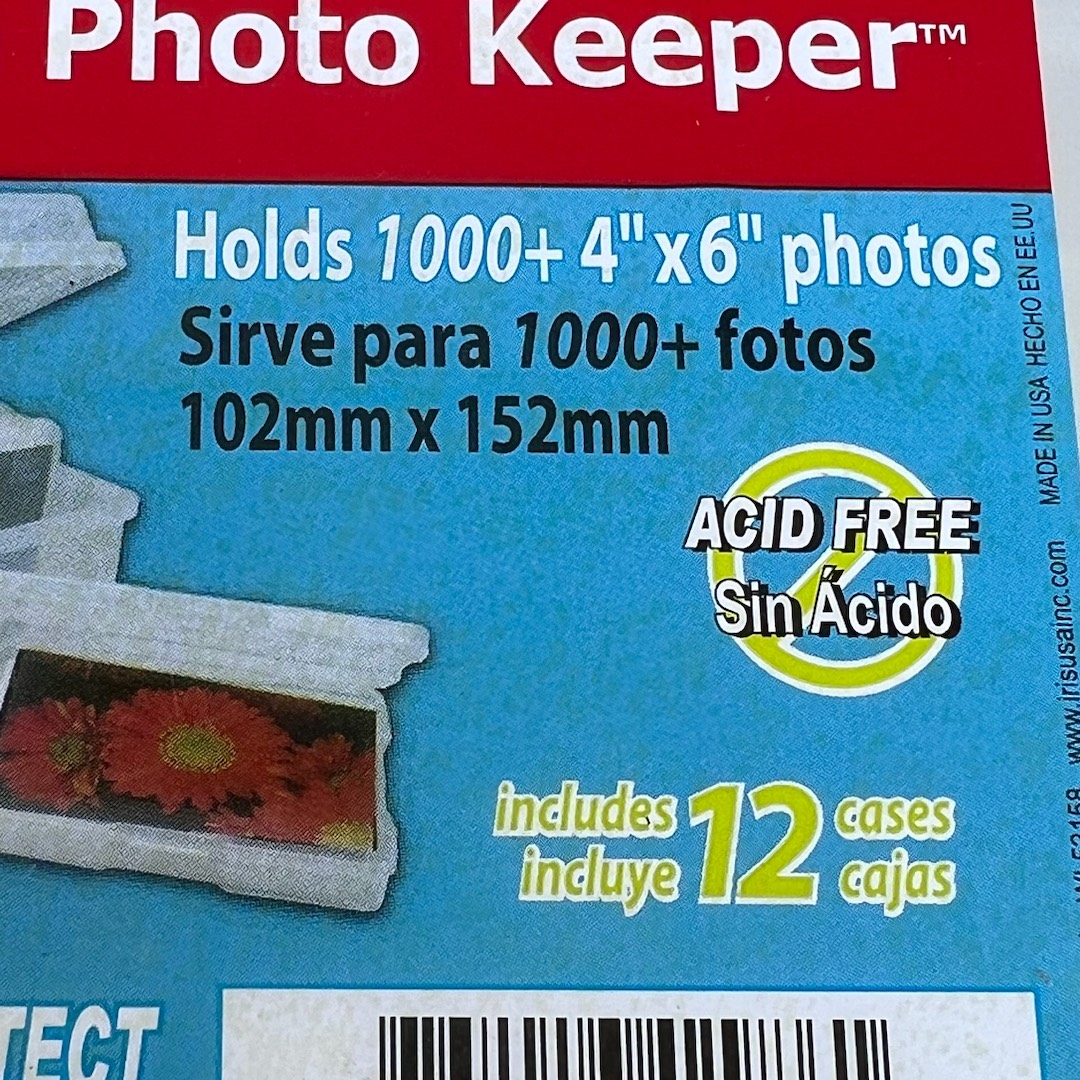 Photo Keeper™
Holds 1000+ 4"x6" photos
Sirve para 1000+ fotos
102mm x 152mm
ACID FREE
Sin Ácido
includes 12 cases
incluye cajas
TECT
MADE IN USA HECHO EN EE.UU
www.irisusainc.com